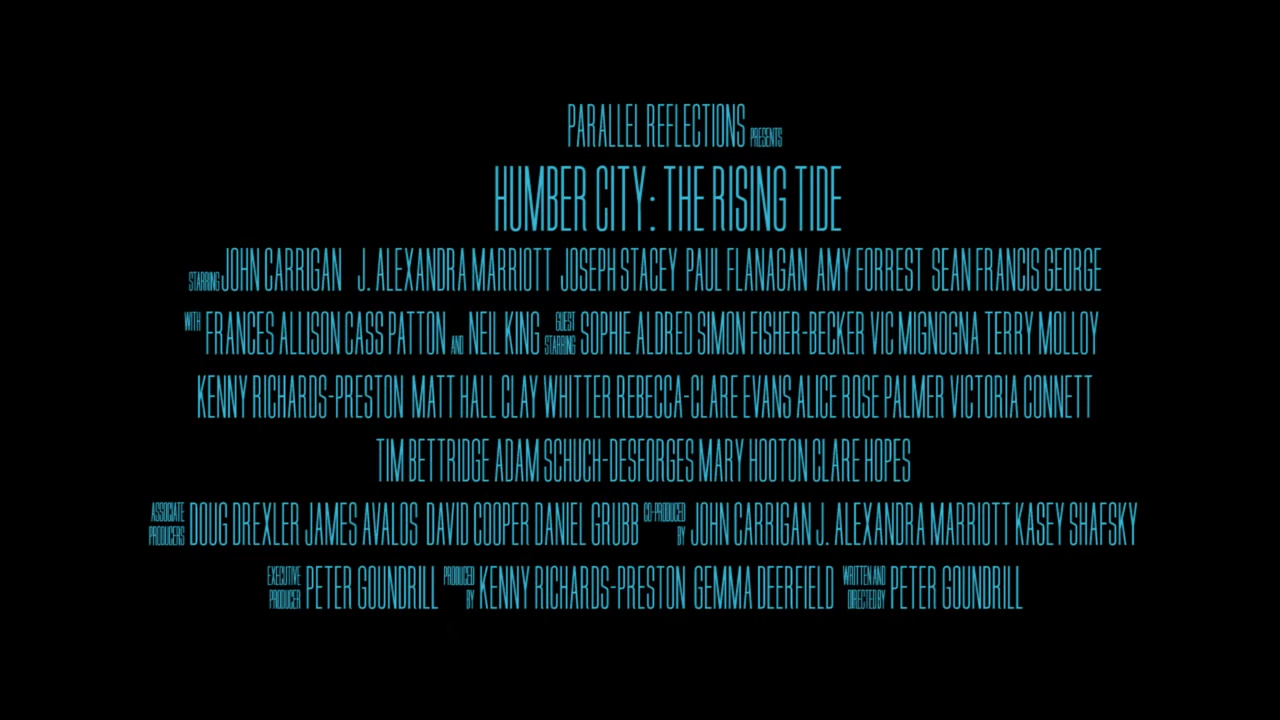 PARALLEL REFLECTIONS PRESENTS
HUMBER CITY: THE RISING TIDE
STARRING JOHN CARRIGAN J. ALEXANDRA MARRIOTT JOSEPH STACEY PAUL FLANAGAN AMY FORREST SEAN FRANCIS GEORGE
WITH FRANCES ALLISON CASS PATTON AND NEIL KING GUEST STARRING SOPHIE ALDRED SIMON FISHER-BECKER VIC MIGNOGNA TERRY MOLLOY
KENNY RICHARDS-PRESTON MATT HALL CLAY WHITTER REBECCA-CLARE EVANS ALICE ROSE PALMER VICTORIA CONNETT
TIM BETTRIDGE ADAM SCHUCH-DESFORGES MARY HOOTON CLARE HOPES
ASSOCIATE PRODUCERS DOUG DREXLER JAMES AVALOS DAVID COOPER DANIEL GRUBB CO-PRODUCED BY JOHN CARRIGAN J. ALEXANDRA MARRIOTT KASEY SHAFSKY
EXECUTIVE PRODUCER PETER GOUNDRILL PRODUCED BY KENNY RICHARDS-PRESTON GEMMA DEERFIELD WRITTEN AND DIRECTED BY PETER GOUNDRILL